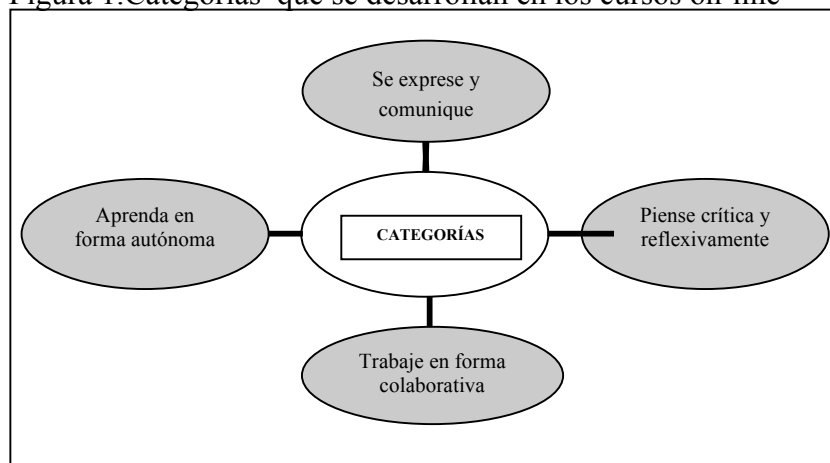 Figura 1.Categorías que se desarrollan en los cursos on-line
Se exprese y
comunique
Aprenda en
forma autónoma
CATEGORÍAS
Piense crítica y
reflexivamente
Trabaje en forma
colaborativa